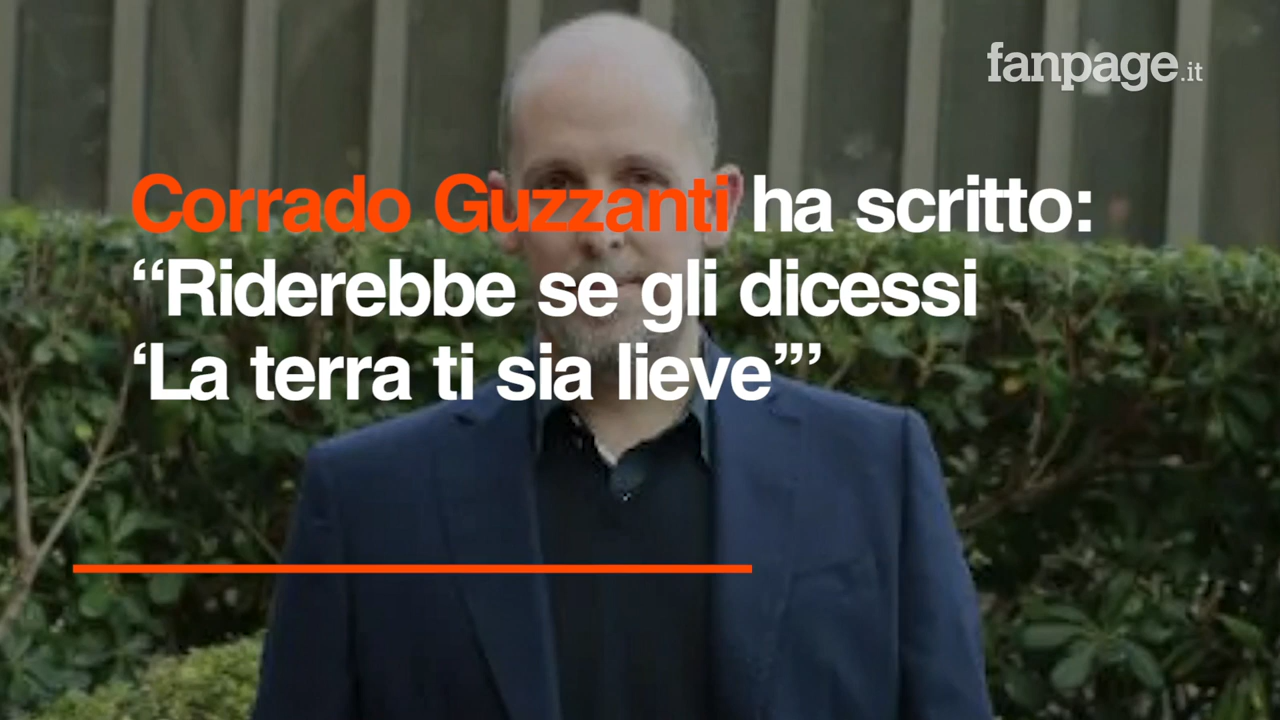 fanpage.it
Corrado Guzzanti ha scritto:
“Riderebbe se gli dicessi
‘La terra ti sia lieve”’